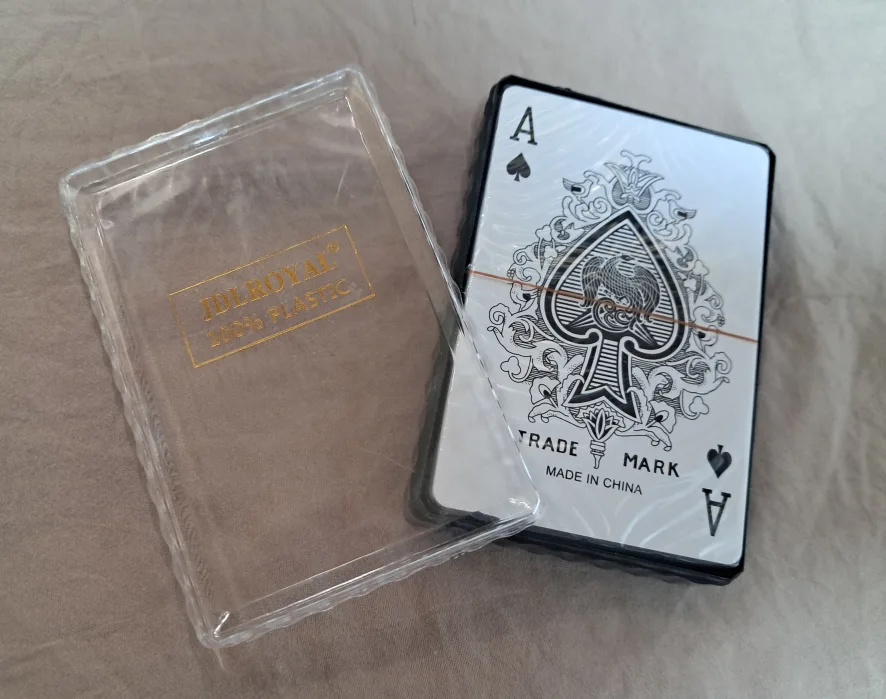 JDLROYAL®
100% PLASTIC
A
TRADE MARK
MADE IN CHINA
A